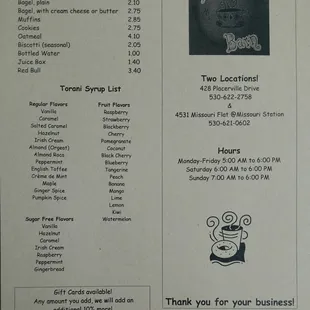 Bagel, plain 2.10
Bagel, with cream cheese or butter 2.75
Muffins 2.85
Cookies 2.75
Oatmeal 4.10
Biscotti (seasonal) 2.05
Bottled Water 1.00
Juice Box 1.40
Red Bull 3.40
Torani Syrup List
Regular Flavors
Vanilla
Caramel
Salted Caramel
Hazelnut
Irish Cream
Almond (Orgeat)
Almond Roca
Peppermint
English Toffee
Crème de Mint
Maple
Ginger Spice
Pumpkin Spice
Sugar Free Flavors
Vanilla
Hazelnut
Caramel
Irish Cream
Raspberry
Peppermint
Gingerbread
Fruit Flavors
Raspberry
Strawberry
Blackberry
Cherry
Pomegranate
Coconut
Black Cherry
Blueberry
Tangerine
Peach
Banana
Mango
Lime
Lemon
Kiwi
Watermelon
Gift Cards available!
Any amount you add, we will add an
additional 10% more!
Two Locations!
428 Placerville Drive
530-622-2758
&
4531 Missouri Flat @Missouri Station
530-621-0602
Hours
Monday-Friday 5:00 AM to 6:00 PM
Saturday 6:00 AM to 6:00 PM
Sunday 7:00 AM to 6:00 PM
Thank you for your business!